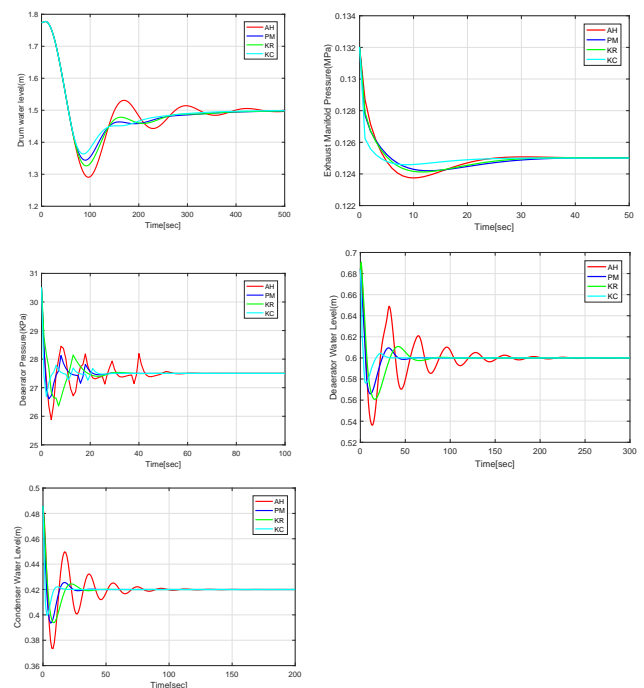 Drum water level(m)
1.8
1.7
1.6
1.5
1.4
1.3
1.2
0
100
200
300
400
500
Time[sec]
AH
PM
KR
KC
Exhaust Manifold Pressure(MPa)
0.134
0.132
0.13
0.128
0.126
0.124
0.122
0
10
20
30
40
50
Time[sec]
AH
PM
KR
KC
Deaerator Pressure(KPa)
31
30
29
28
27
26
25
0
20
40
60
80
100
Time[sec]
AH
PM
KR
KC
Deaerator Water Level(m)
0.7
0.68
0.66
0.64
0.62
0.6
0.58
0.56
0.54
0.52
0
50
100
150
200
250
300
Time[sec]
AH
PM
KR
KC
Condenser Water Level(m)
0.5
0.48
0.46
0.44
0.42
0.4
0.38
0.36
0
50
100
150
200
Time[sec]
AH
PM
KR
KC